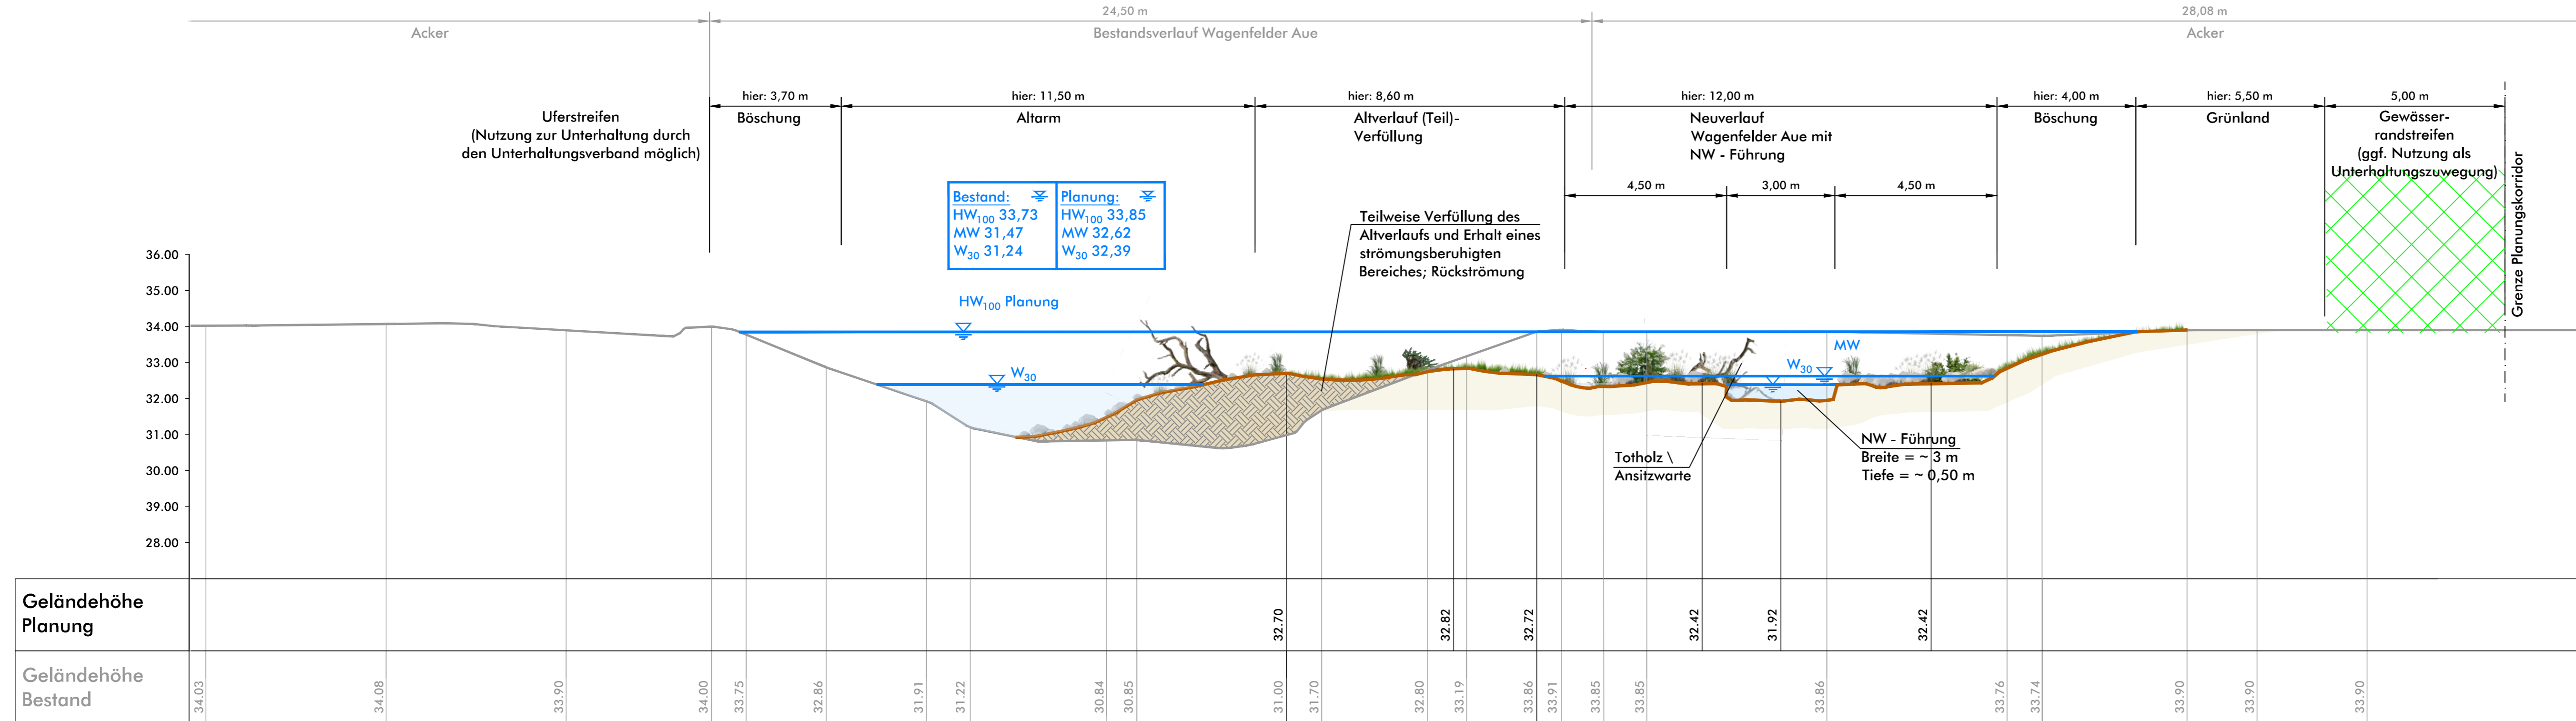 24,50 m
28,08 m
Acker
Bestandsverlauf Wagenfelder Aue
Acker
hier: 3,70 m
hier: 11,50 m
hier: 8,60 m
hier: 12,00 m
hier: 4,00 m
hier: 5,50 m
5,00 m
Uferstreifen
(Nutzung zur Unterhaltung durch
den Unterhaltungsverband möglich)
Böschung
Altarm
Altverlauf (Teil)-
Verfüllung
Neuverlauf
Wagenfelder Aue mit
NW - Führung
Böschung
Grünland
Gewässer-
randstreifen
(ggf. Nutzung als
Unterhaltungszuwegung)
Grenze Planungskorridor
4,50 m
3,00 m
4,50 m
Bestand:
HW100 33,73
MW 31,47
W30 31,24
Planung:
HW100 33,85
MW 32,62
W30 32,39
Teilweise Verfüllung des
Altverlaufs und Erhalt eines
strömungsberuhigten
Bereiches; Rückströmung
HW100 Planung
W30
MW
W30
36.00
35.00
34.00
33.00
32.00
31.00
30.00
39.00
28.00
Totholz \
Ansitzwarte
NW - Führung
Breite = ~ 3 m
Tiefe = ~ 0,50 m
Geländehöhe
Planung
32.70
32.82
32.72
32.42
31.92
32.42
Geländehöhe
Bestand
34.03
34.08
33.90
34.00
33.75
32.86
31.91
31.22
30.84
30.85
31.00
31.70
32.80
33.19
33.86
33.91
33.85
33.85
33.86
33.76
33.74
33.90
33.90
33.90